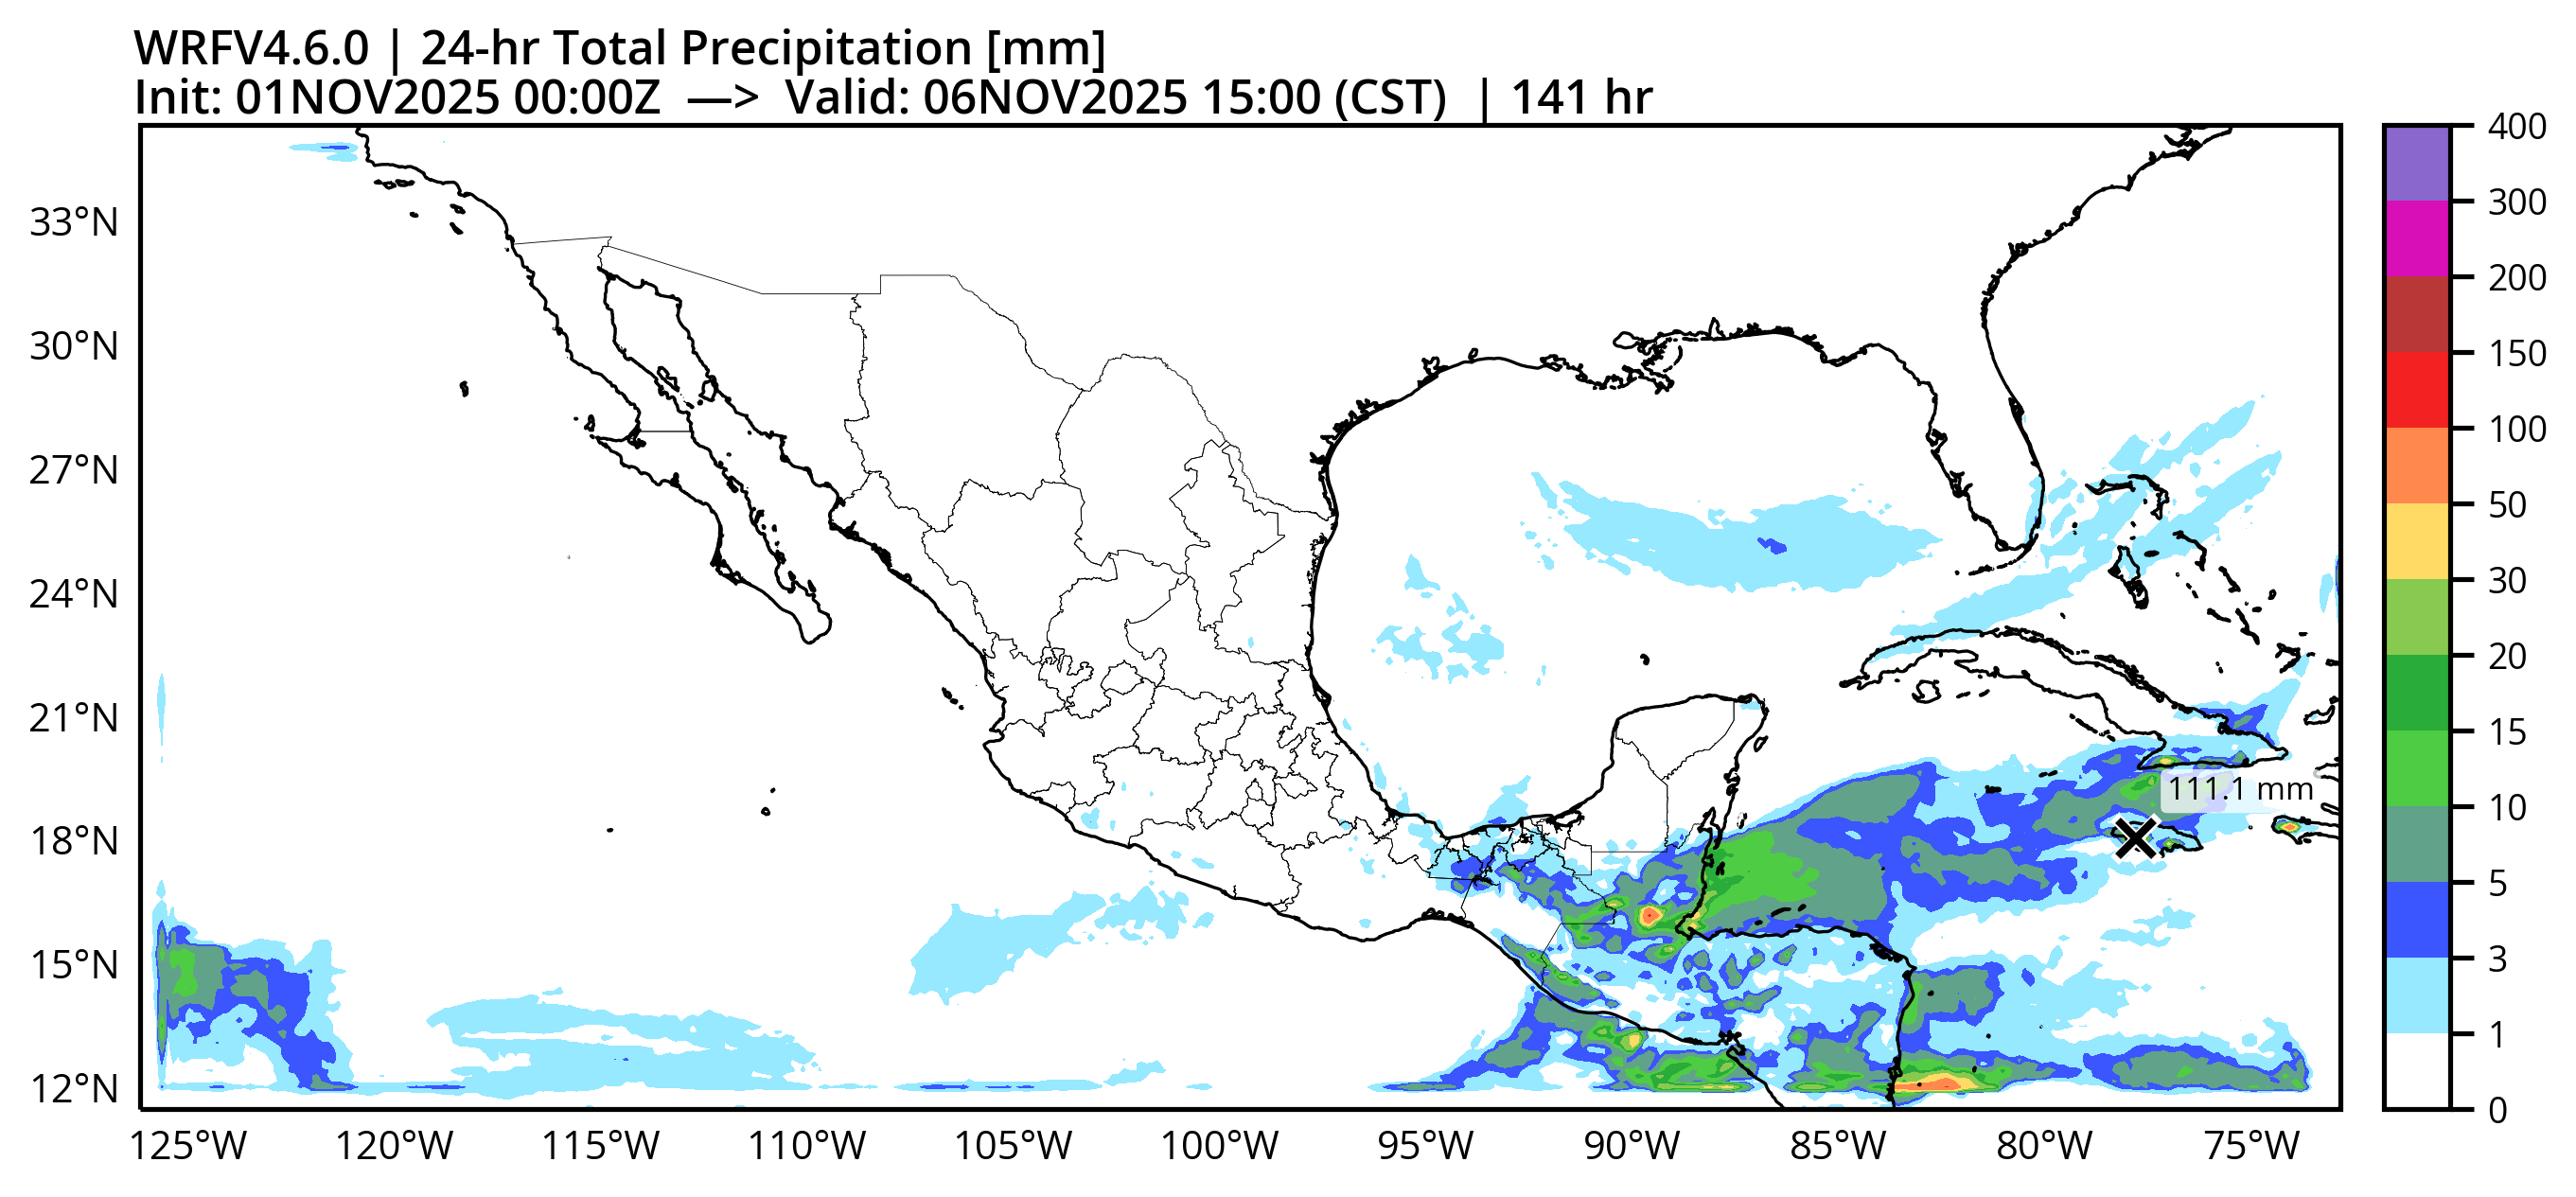 WRFV4.6.0 | 24-hr Total Precipitation [mm]
Init: 01NOV2025 00:00Z —> Valid: 06NOV2025 15:00 (CST) | 141 hr
33°N
30°N
27°N
24°N
21°N
18°N
15°N
12°N
125°W 120°W 115°W 110°W 105°W 100°W 95°W 90°W 85°W 80°W 75°W
111.1 mm
400
300
200
150
100
50
30
20
15
10
5
3
1
0